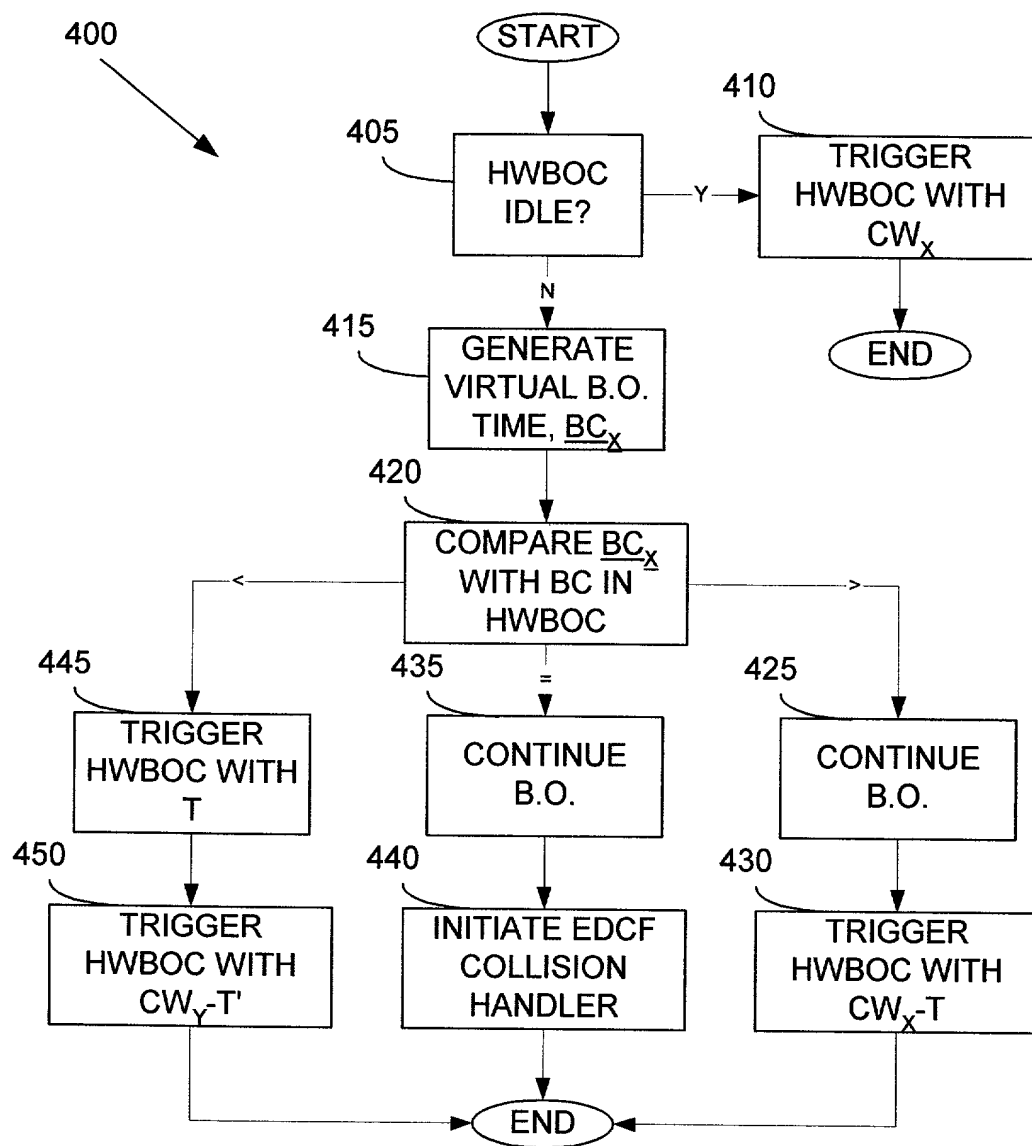 400
START
410
405
HWBOC
IDLE?
Y
TRIGGER
HWBOC WITH
CWX
N
END
415
GENERATE
VIRTUAL B.O.
TIME, BCX
420
COMPARE BCX
WITH BC IN
HWBOC
<
=
>
445
TRIGGER
HWBOC WITH
T
435
CONTINUE
B.O.
425
CONTINUE
B.O.
450
TRIGGER
HWBOC WITH
CWY-T'
440
INITIATE EDCF
COLLISION
HANDLER
430
TRIGGER
HWBOC WITH
CWX-T
END